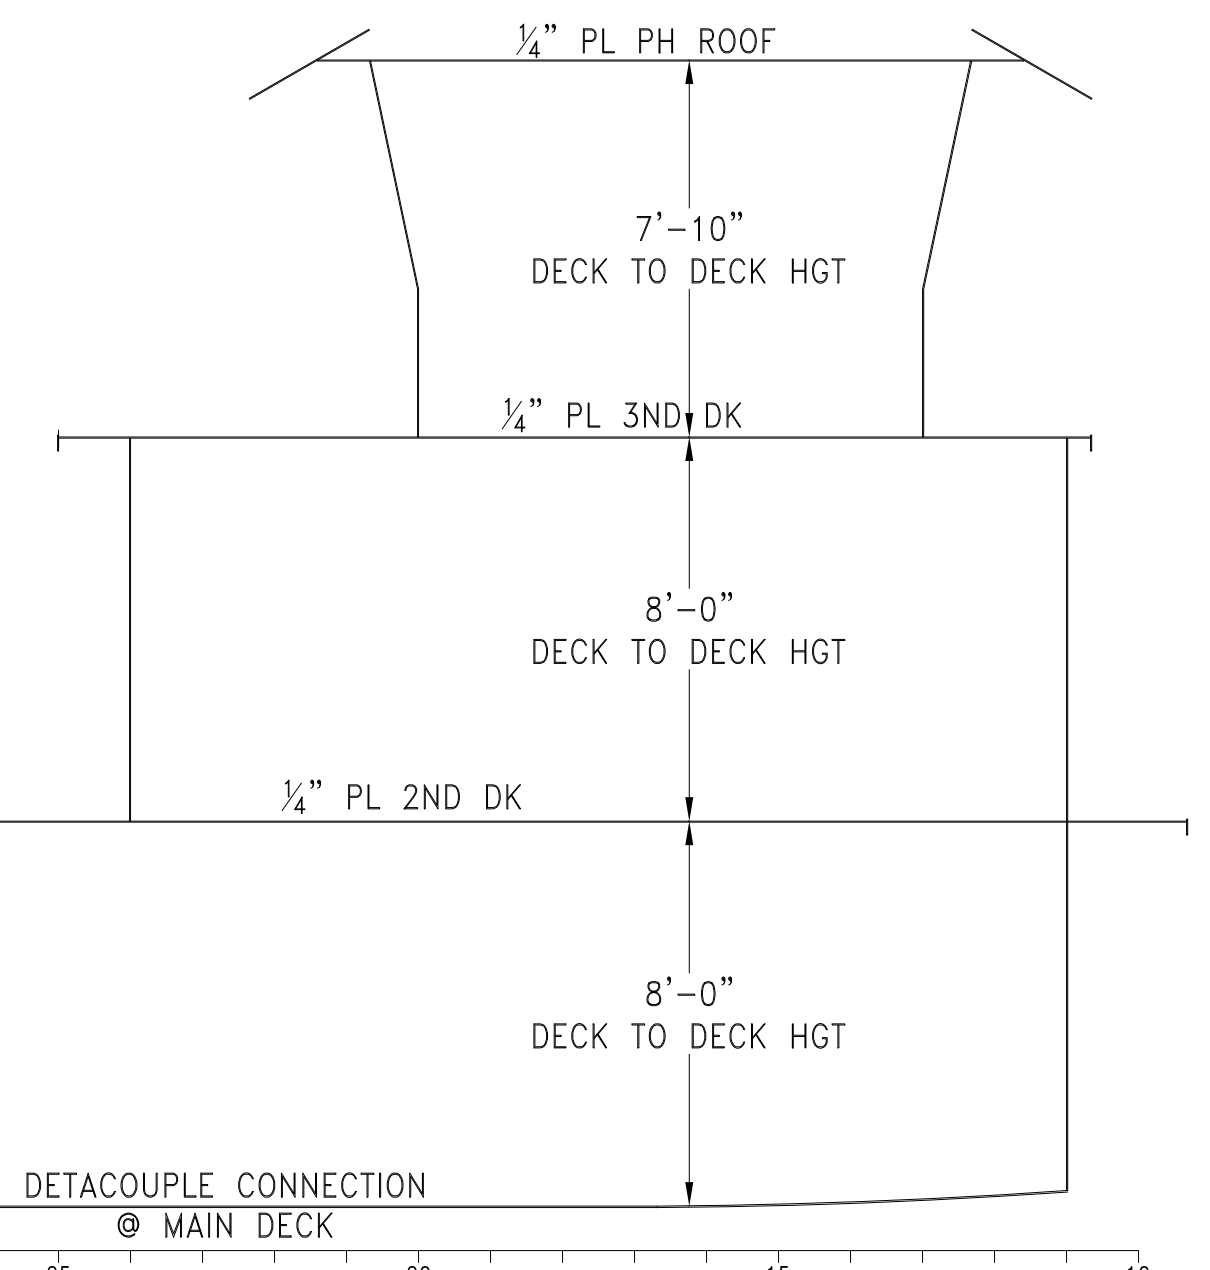 ¼” PL PH ROOF
7’-10”
DECK TO DECK HGT
¼” PL 3ND DK
8’-0”
DECK TO DECK HGT
¼” PL 2ND DK
8’-0”
DECK TO DECK HGT
DETACOUPLE CONNECTION
@ MAIN DECK